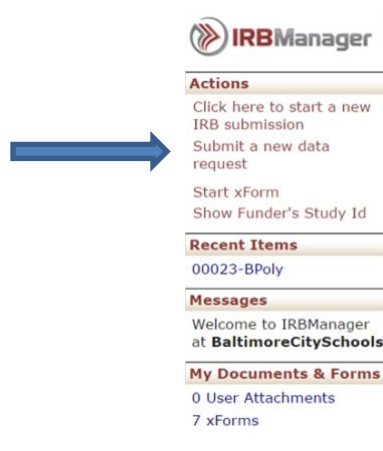 IRBManager
Actions
Click here to start a new
IRB submission
Submit a new data
request
Start xForm
Show Funder's Study Id
Recent Items
00023-BPoly
Messages
Welcome to IRBManager
at BaltimoreCitySchools
My Documents & Forms
0 User Attachments
7 xForms